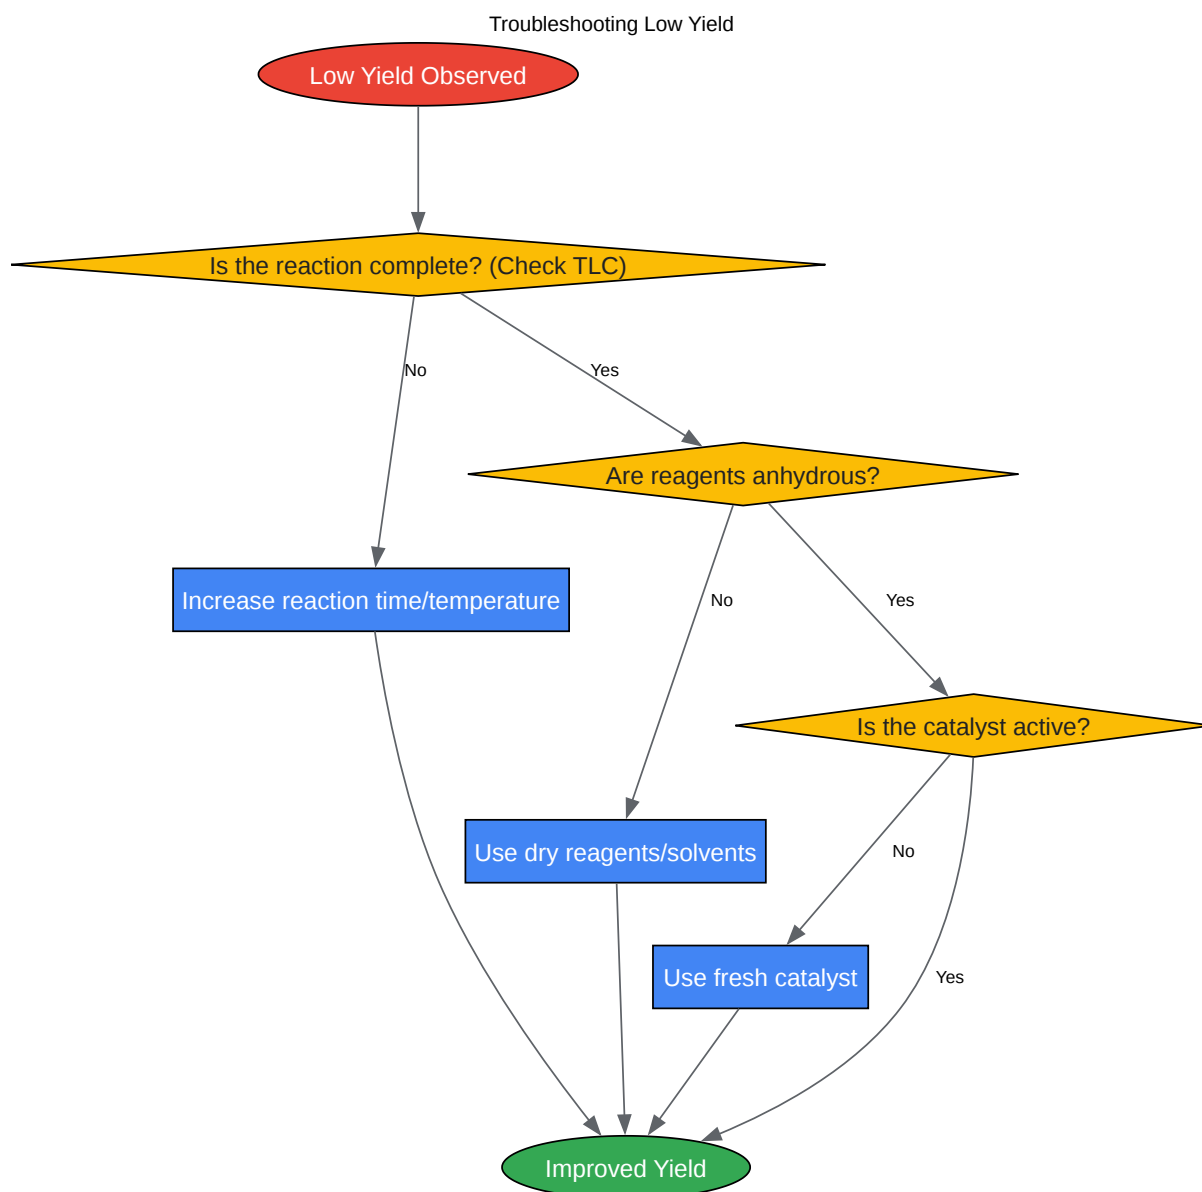 Troubleshooting Low Yield
Low Yield Observed
Is the reaction complete? (Check TLC)
No
Yes
Are reagents anhydrous?
Increase reaction time/temperature
No
Yes
Is the catalyst active?
Use dry reagents/solvents
No
Use fresh catalyst
Yes
Improved Yield